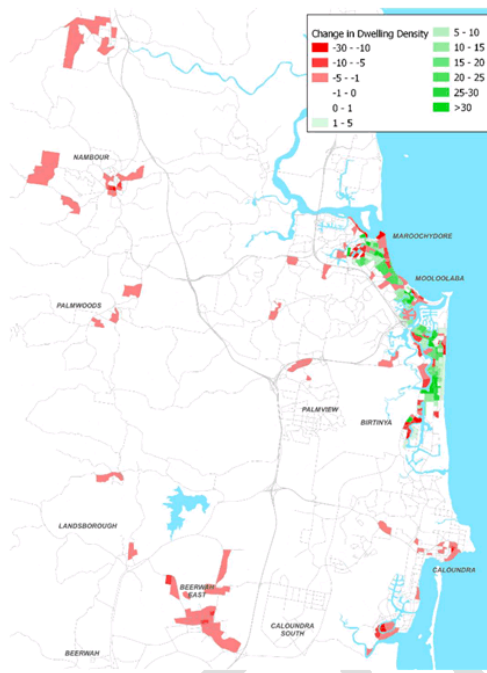 Change in Dwelling Density
-30 - -10
-10 - -5
-5 - -1
-1 - 0
0 - 1
1 - 5
5 - 10
10 - 15
15 - 20
20 - 25
25-30
>30
NAMBOUR
MAROOCHYDORE
MOOLOOLABA
PALMWOODS
PALMVIEW
BIRTINYA
LANDSBOROUGH
CALOUNDRA
BEERWAH
EAST
CALOUNDRA
SOUTH
BEERWAH